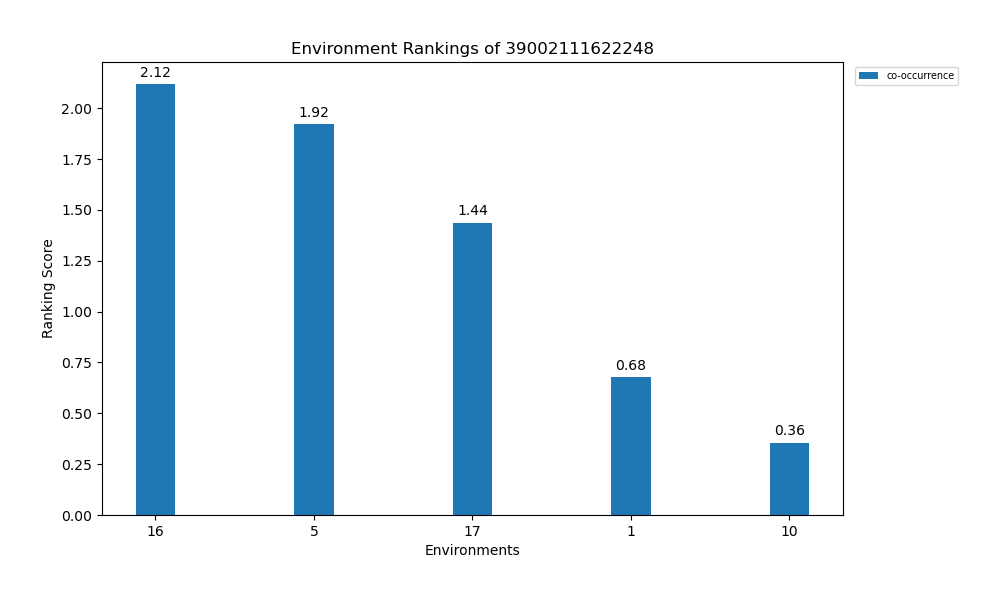 Environment Rankings of 39002111622248
co-occurrence
Ranking Score
2.00
1.75
1.50
1.25
1.00
0.75
0.50
0.25
0.00
2.12
1.92
1.44
0.68
0.36
16 5 17 1 10
Environments